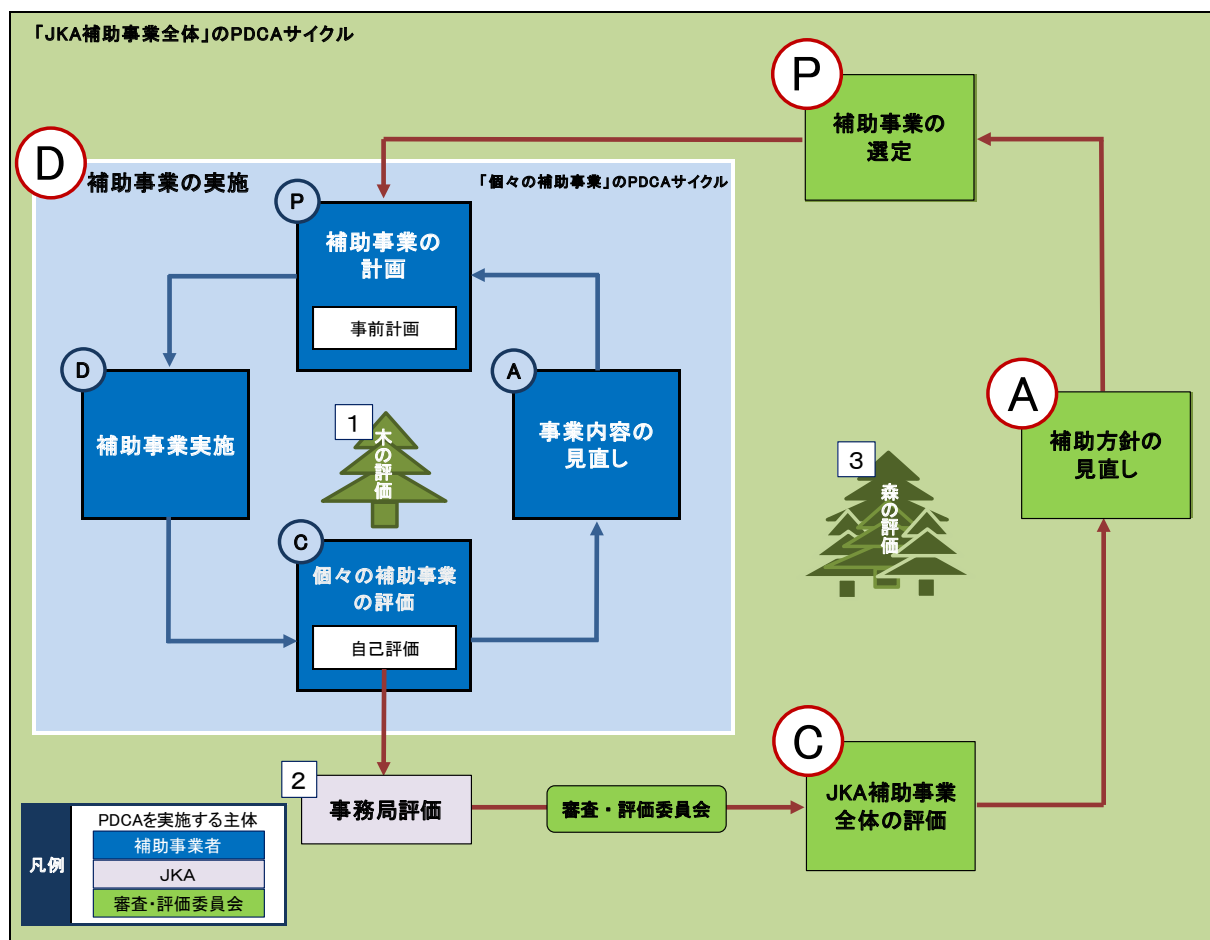 「JKA補助事業全体」のPDCAサイクル
P
補助事業の
選定
D
補助事業の実施
「個々の補助事業」のPDCAサイクル
P
補助事業の
計画
事前計画
D
補助事業実施
A
事業内容の
見直し
1
木の評価
C
個々の補助事業
の評価
自己評価
A
補助方針の
見直し
3
森の評価
2
事務局評価
審査・評価委員会
C
JKA補助事業
全体の評価
凡例
PDCAを実施する主体
補助事業者
JKA
審査・評価委員会